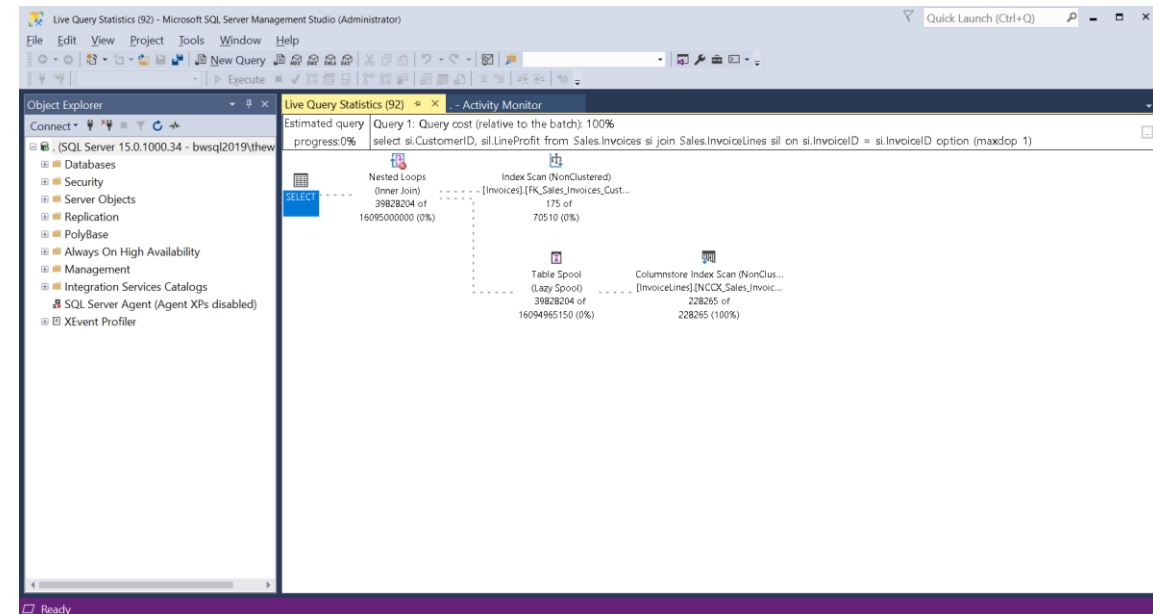 Live Query Statistics (92) - Microsoft SQL Server Management Studio (Administrator)
Quick Launch (Ctrl+Q)
File Edit View Project Tools Window Help
New Query
Execute
Object Explorer
Live Query Statistics (92)
. - Activity Monitor
Connect
. (SQL Server 15.0.1000.34 - bwsql2019\thew
Databases
Security
Server Objects
Replication
PolyBase
Always On High Availability
Management
Integration Services Catalogs
SQL Server Agent (Agent XPs disabled)
XEvent Profiler
Estimated query
progress:0%
Query 1: Query cost (relative to the batch): 100%
select si.CustomerID, sil.LineProfit from Sales.Invoices si join Sales.InvoiceLines sil on si.InvoiceID = si.InvoiceID option (maxdop 1)
SELECT
Nested Loops
(Inner Join)
39828204 of
16095000000 (0%)
Index Scan (NonClustered)
[Invoices].[FK_Sales_Invoices_Cust...
175 of
70510 (0%)
Table Spool
(Lazy Spool)
39828204 of
16094965150 (0%)
Columnstore Index Scan (NonClus...
[InvoiceLines].[NCCX_Sales_Invoic...
228265 of
228265 (100%)
Ready